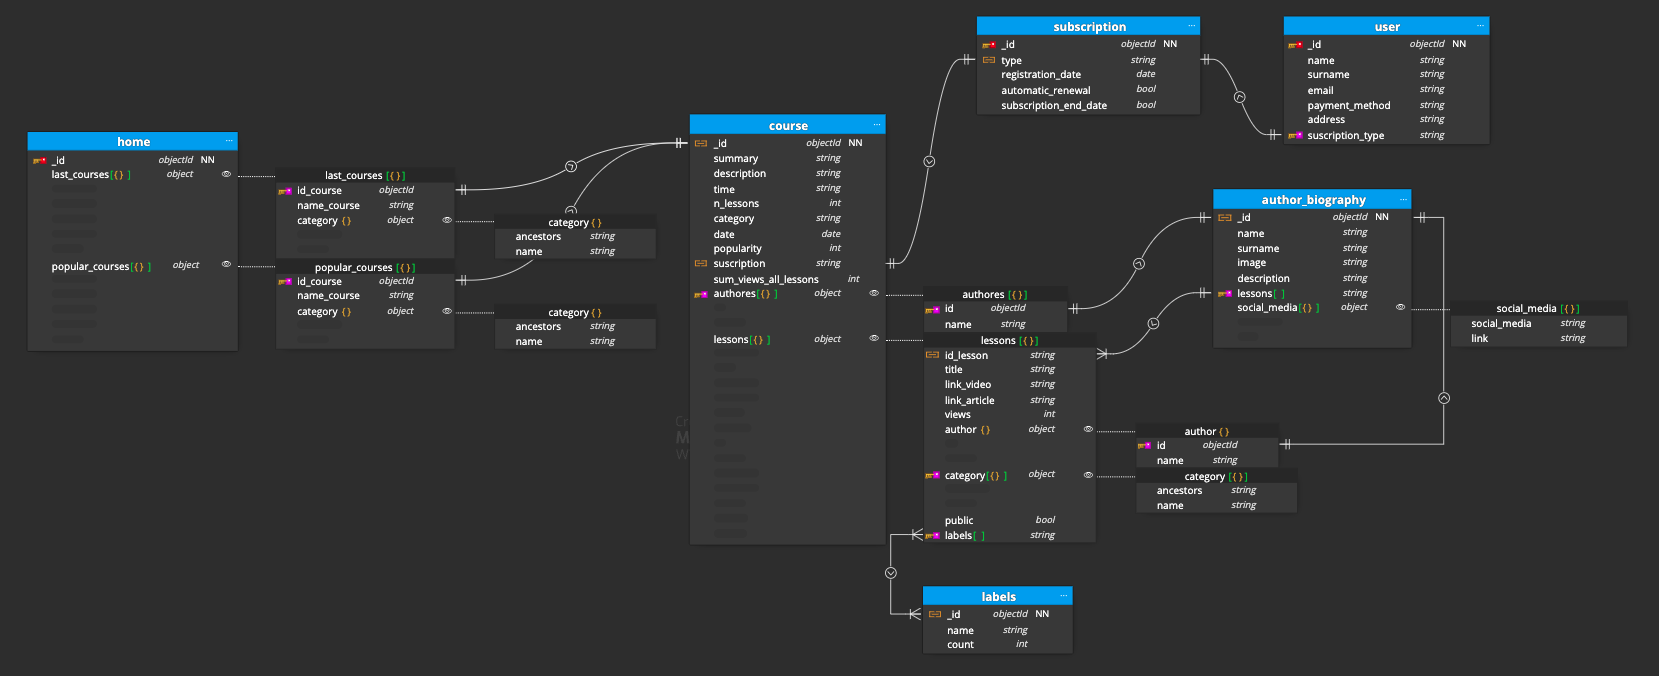 home
_id objectId NN
last_courses[{} ] object
popular_courses[{} ] object
last_courses [{}]
id_course objectId
name_course string
category {} object
category {}
ancestors string
name string
popular_courses [{}]
id_course objectId
name_course string
category {} object
category {}
ancestors string
name string
course ...
_id objectId NN
summary string
description string
time string
n_lessons int
category string
date date
popularity int
suscription string
sum_views_all_lessons int
authores[{} ] object
lessons[{} ] object
subscription ...
_id objectId NN
type string
registration_date date
automatic_renewal bool
subscription_end_date bool
user ...
_id objectId NN
name string
surname string
email string
payment_method string
address string
suscription_type string
authores [{}]
id objectId
name string
lessons [{}]
id_lesson string
title string
link_video string
link_article string
views int
author {} object
category[{} ] object
public bool
labels[ ] string
author {}
id objectId
name string
category [{}]
ancestors string
name string
author_biography ...
_id objectId NN
name string
surname string
image string
description string
lessons[ ] string
social_media[{} ] object
social_media [{}]
social_media string
link string
labels ...
_id objectId NN
name string
count int